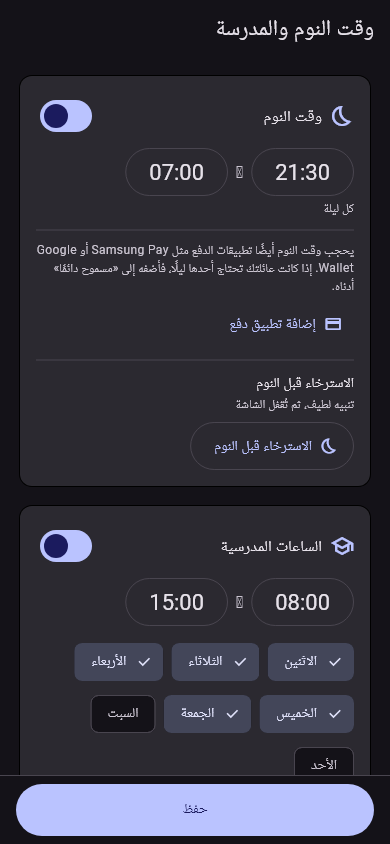 وقت النوم والمدرسة
وقت النوم
21:30
07:00
كل ليلة
يحجب وقت النوم أيضًا تطبيقات الدفع مثل Samsung Pay أو Google
Wallet. إذا كانت عائلتك تحتاج أحدها ليلًا، فأضفه إلى «مسموح دائمًا»
أدناه.
إضافة تطبيق دفع
الاسترخاء قبل النوم
تنبيه لطيف، ثم تُقفل الشاشة
الاسترخاء قبل النوم
الساعات المدرسية
08:00
15:00
الاثنين
الثلاثاء
الأربعاء
الخميس
الجمعة
السبت
الأحد
حفظ